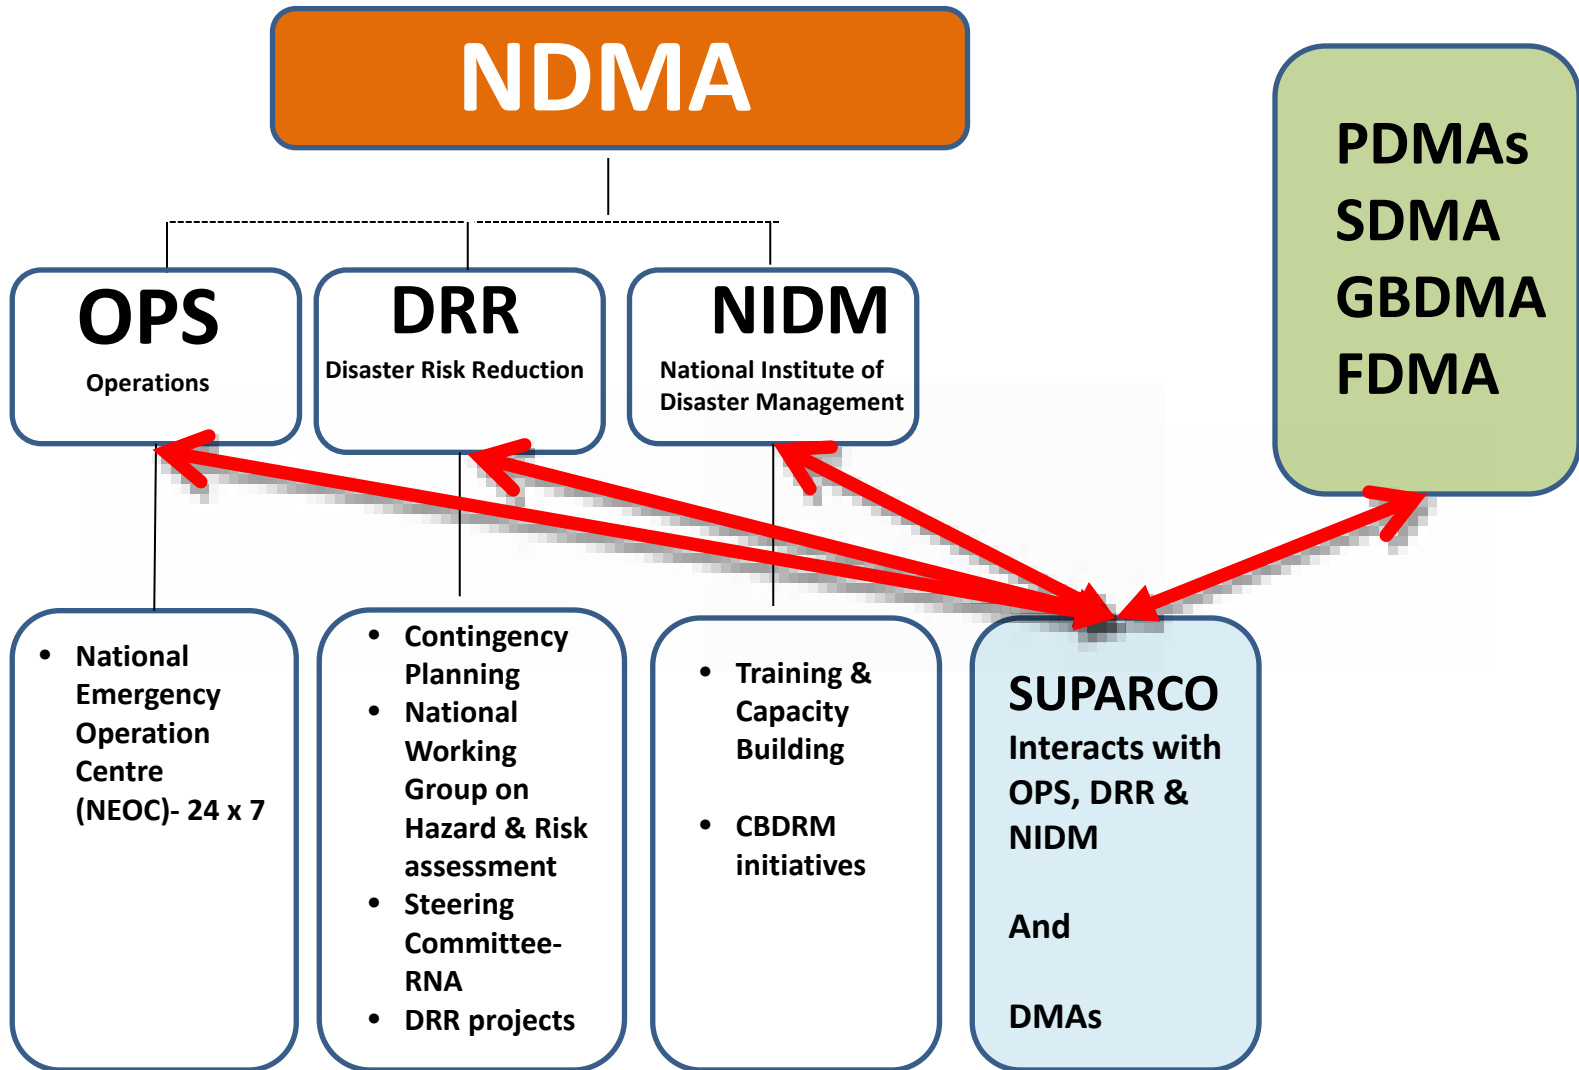 NDMA
PDMAs
SDMA
GBDMA
FDMA
OPS
Operations
DRR
Disaster Risk Reduction
NIDM
National Institute of
Disaster Management
• National
Emergency
Operation
Centre
(NEOC)- 24 x 7
• Contingency
Planning
• National
Working
Group on
Hazard & Risk
assessment
• Steering
Committee-
RNA
• DRR projects
• Training &
Capacity
Building
• CBDRM
initiatives
SUPARCO
Interacts with
OPS, DRR &
NIDM
And
DMAs